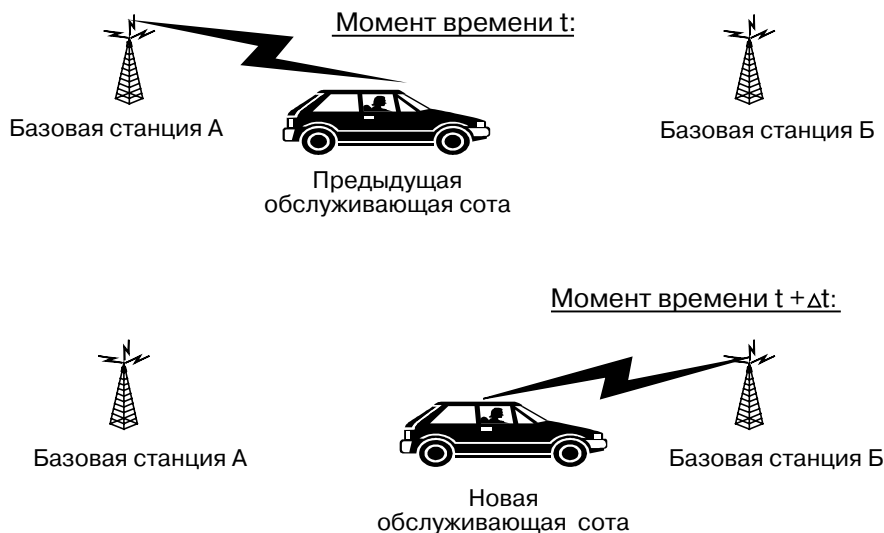 Момент времени t:
Базовая станция А
Базовая станция Б
Предыдущая
обслуживающая сота
Момент времени t + Δt:
Базовая станция А
Базовая станция Б
Новая
обслуживающая сота